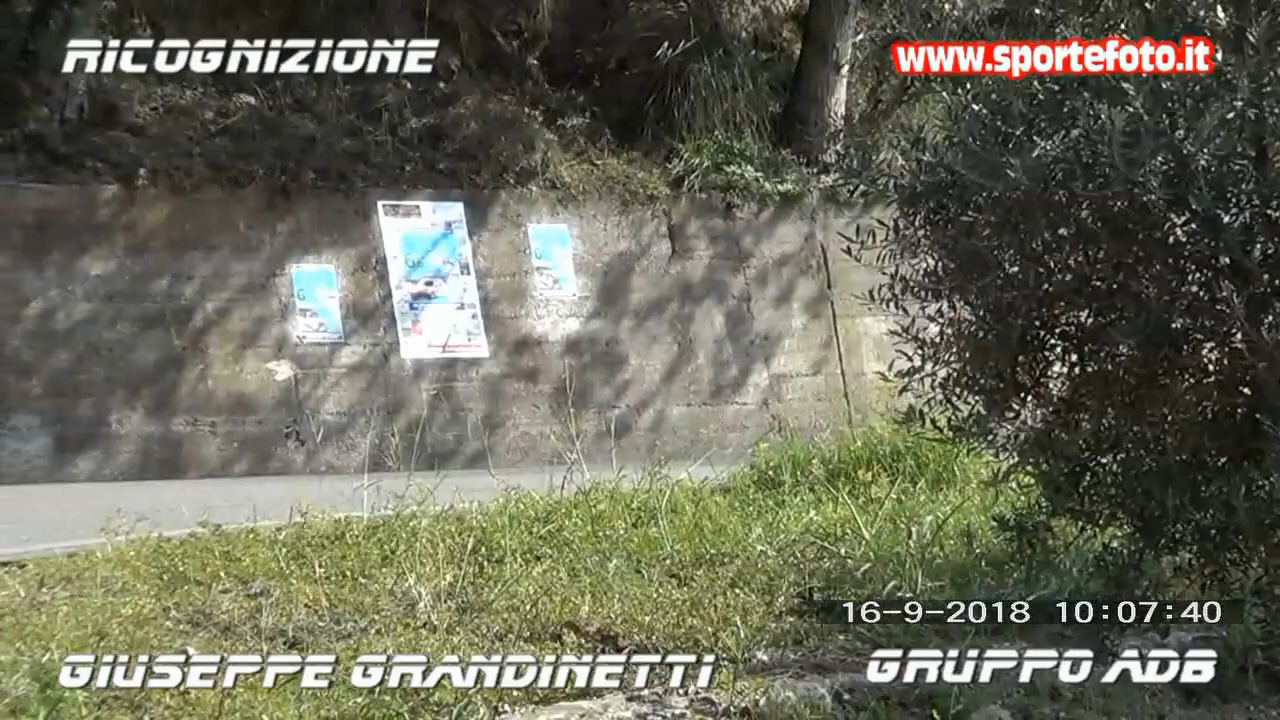 RICOGNIZIONE
www.sportefoto.it
16-9-2018 10:07:40
GIUSEPPE GRANDINETTI
GRUPPO ADB